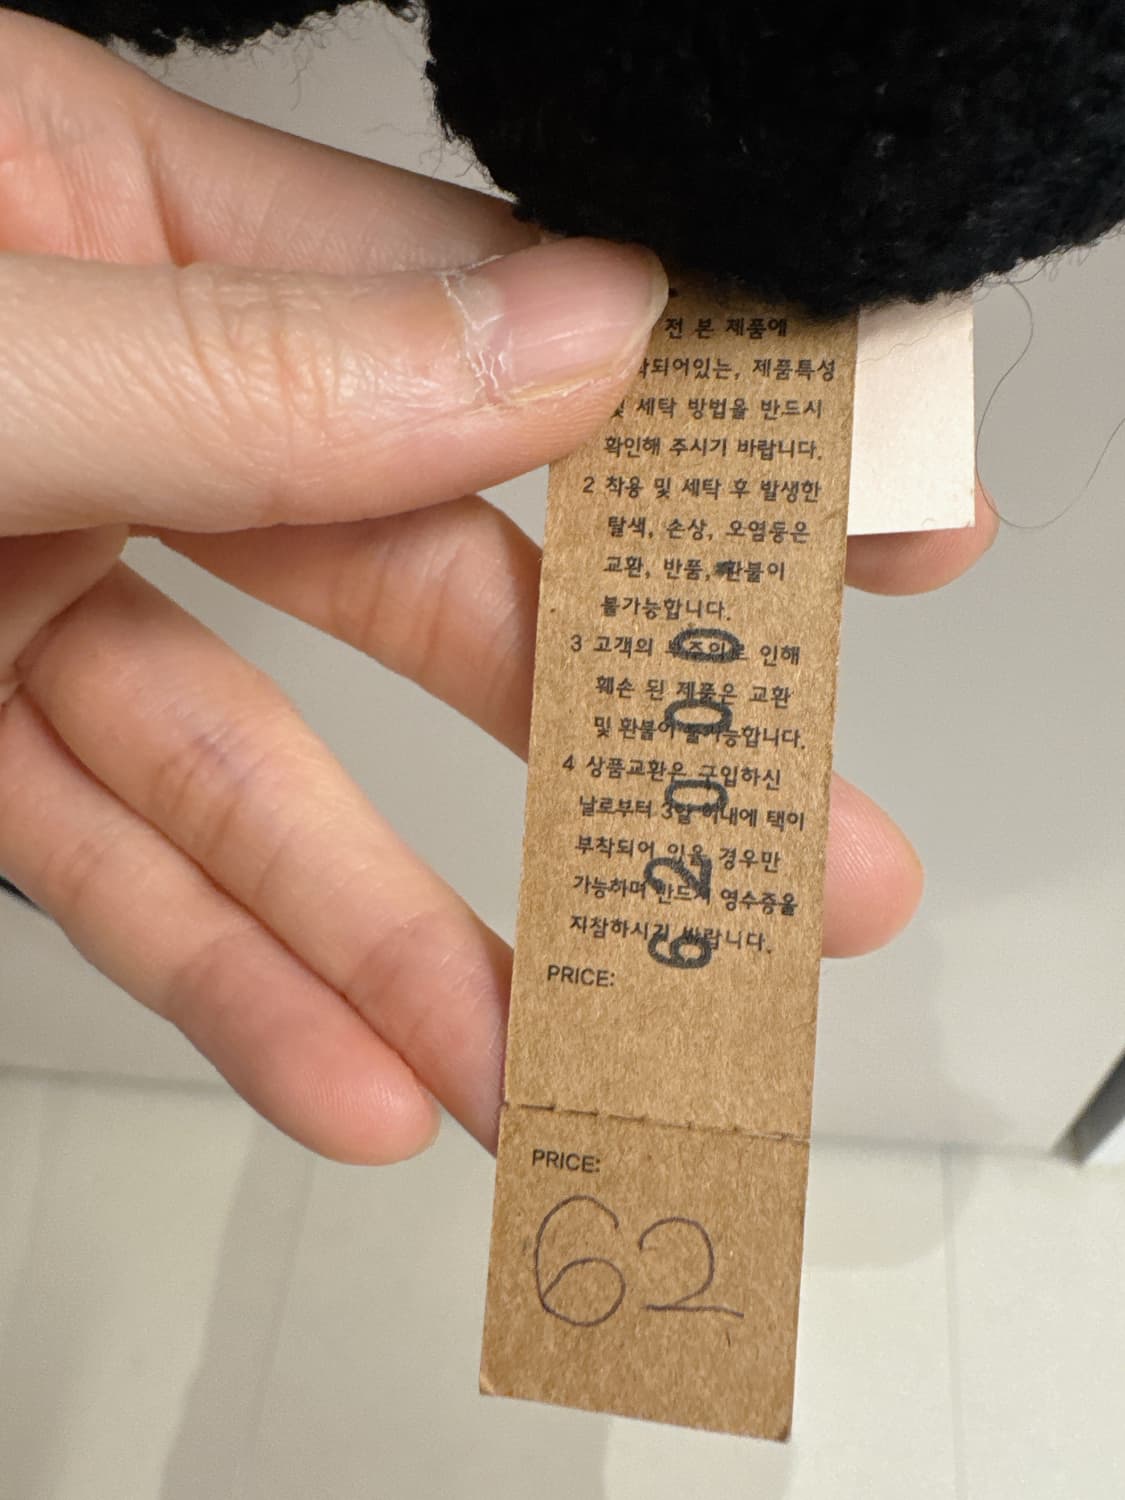 전 본 제품에
착되어있는, 제품특성
및 세탁 방법을 반드시
확인해 주시기 바랍니다.
2 착용 및 세탁 후 발생한
탈색, 손상, 오염등은
교환, 반품, 환불이
불가능합니다.
3 고객의 부주의로 인해
훼손 된 제품은 교환
및 환불이 불가능합니다.
4 상품교환은 구입하신
날로부터 3일 이내에 택이
부착되어 있을 경우만
가능하며 반드시 영수증을
지참하시기 바랍니다.
62000
PRICE:
PRICE:
62